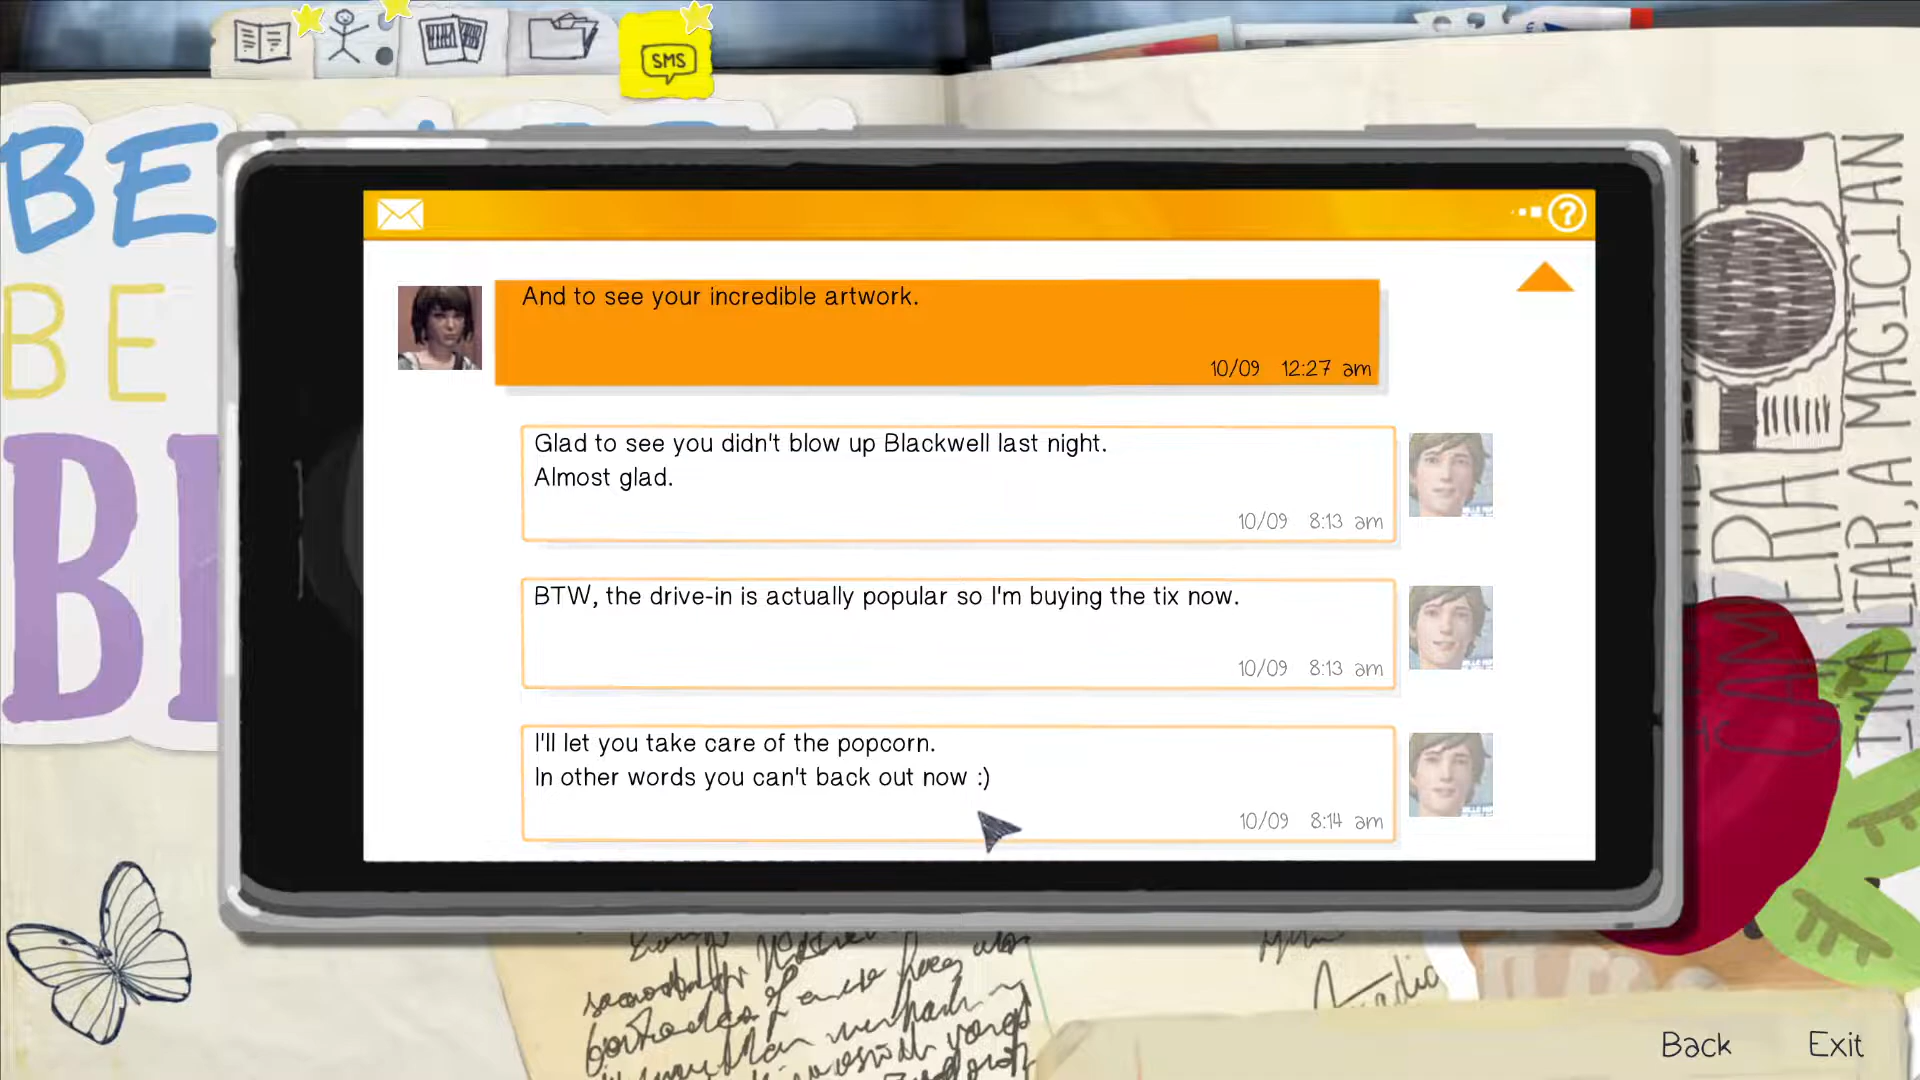 SMS
BE
BE
And to see your incredible artwork.
10/09 12:27 am
Glad to see you didn't blow up Blackwell last night.
Almost glad.
10/09 8:13 am
BTW, the drive-in is actually popular so I'm buying the tix now.
10/09 8:13 am
I'll let you take care of the popcorn.
In other words you can't back out now :)
10/09 8:14 am
LIAR, A MAGICIAN
Back Exit